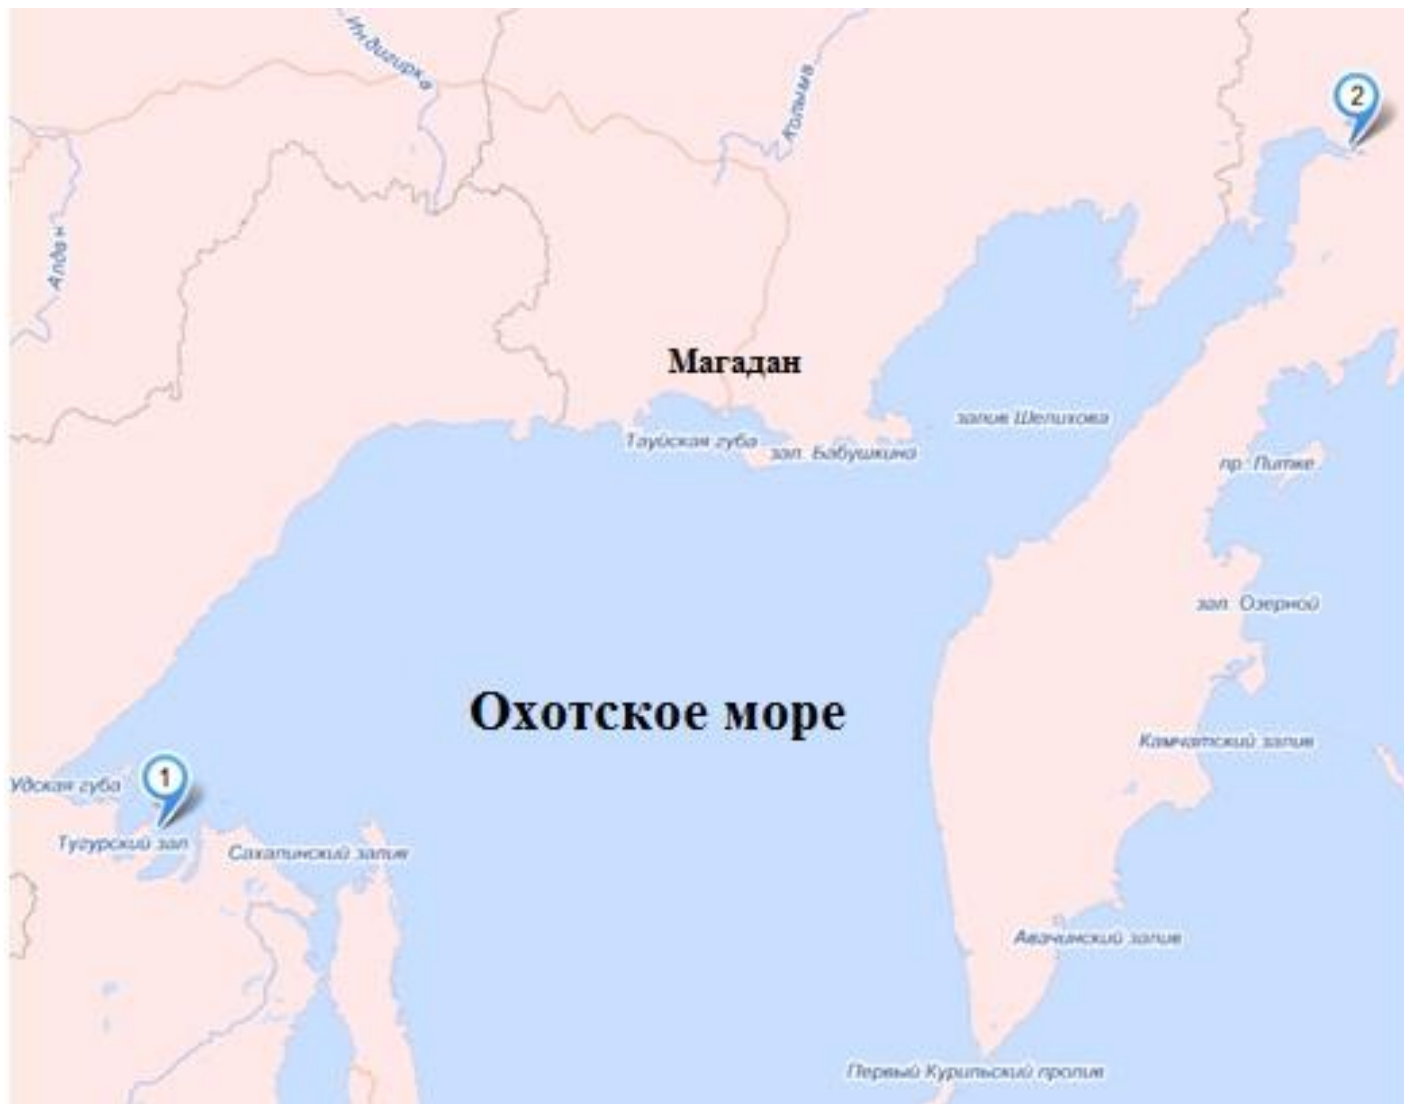 Индигирка
Колыма
2
Алдан
Магадан
залив Шелихова
Тауйская губа
зал. Бабушкина
пр. Литке
зал. Озерной
Охотское море
Камчатский залив
1
Удская губа
Тугурский зал
Сахалинский залив
Авачинский залив
Первый Курильский пролив